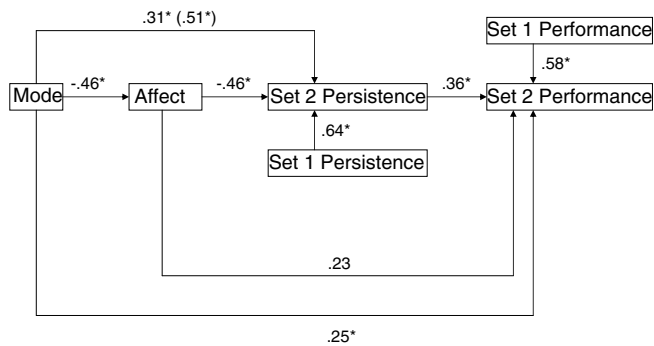 .31* (.51*)
Set 1 Performance
.58*
Mode
-.46*
Affect
-.46*
Set 2 Persistence
.36*
Set 2 Performance
.64*
Set 1 Persistence
.23
.25*